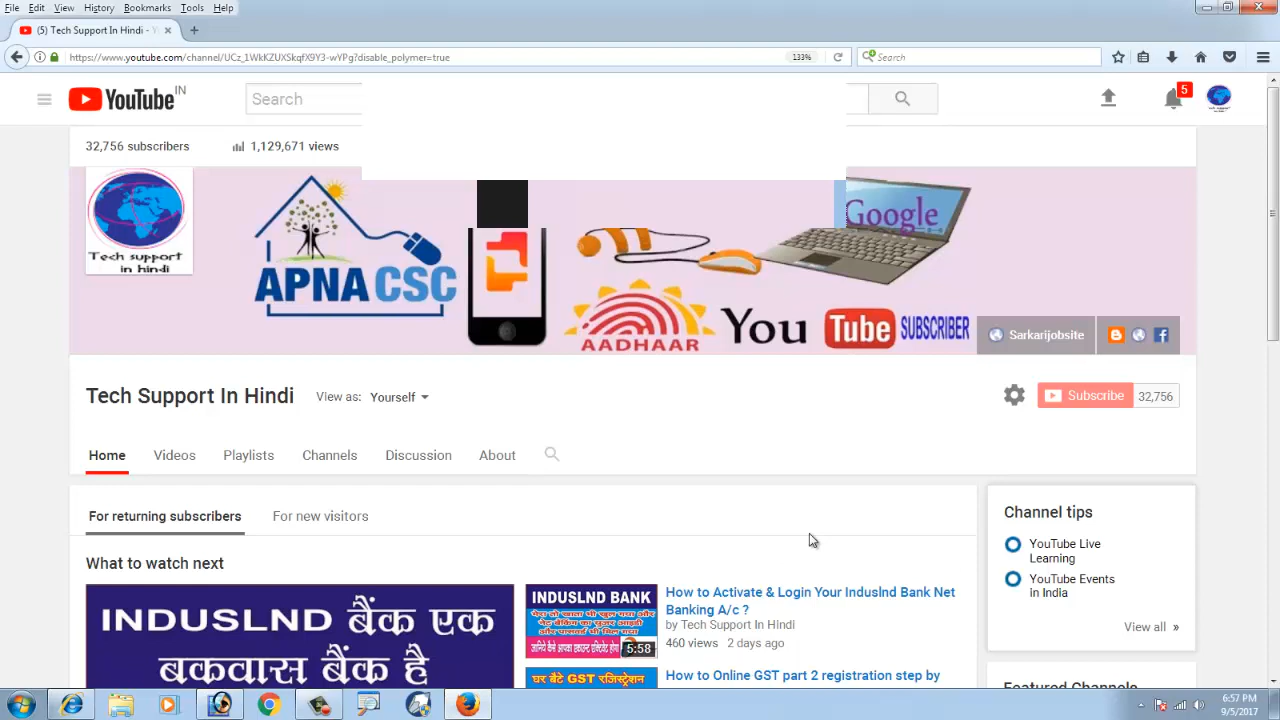 File Edit View History Bookmarks Tools Help
(5) Tech Support In Hindi - Y
https://www.youtube.com/channel/UCz_1WkKZUXSkqfX9Y3-wYPg?disable_polymer=true
133%
Search
YouTube IN
Search
5
32,756 subscribers
1,129,671 views
Tech support
in hindi
APNA CSC
AADHAAR
Google
You Tube SUBSCRIBER
Sarkarijobsite
Tech Support In Hindi
View as: Yourself
Subscribe 32,756
Home Videos Playlists Channels Discussion About
For returning subscribers
For new visitors
Channel tips
YouTube Live
Learning
YouTube Events
in India
View all »
What to watch next
INDUSLND बैंक एक
बकवास बैंक है
INDUSLND BANK
5:58
How to Activate & Login Your Induslnd Bank Net
Banking A/c ?
by Tech Support In Hindi
460 views 2 days ago
घर बैठे GST रजिस्ट्रेशन
How to Online GST part 2 registration step by
Featured Channels
6:57 PM
9/5/2017